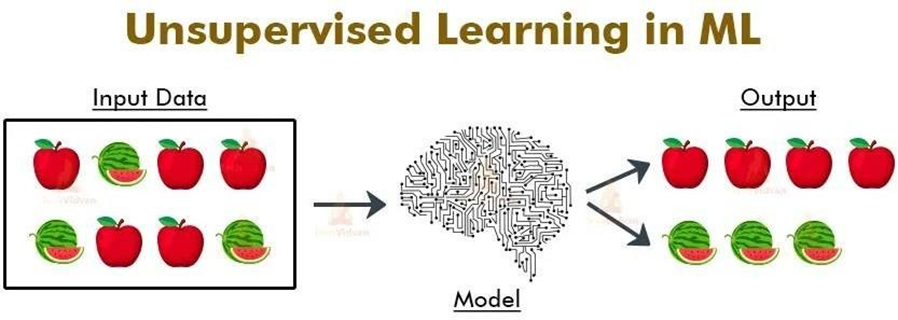 Unsupervised Learning in ML
Input Data
Output
Model